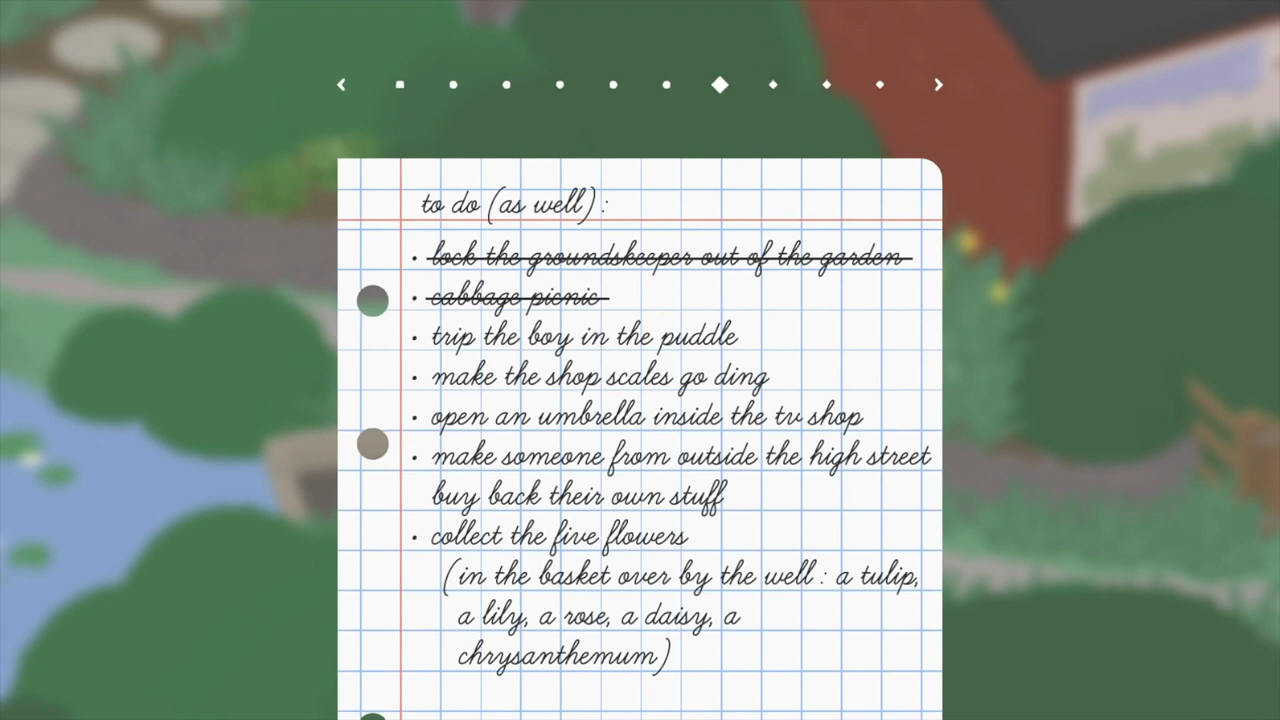 to do (as well) :
• lock the groundskeeper out of the garden
• cabbage picnic
• trip the boy in the puddle
• make the shop scales go ding
• open an umbrella inside the tv shop
• make someone from outside the high street
buy back their own stuff
• collect the five flowers
(in the basket over by the well : a tulip,
a lily, a rose, a daisy, a
chrysanthemum)